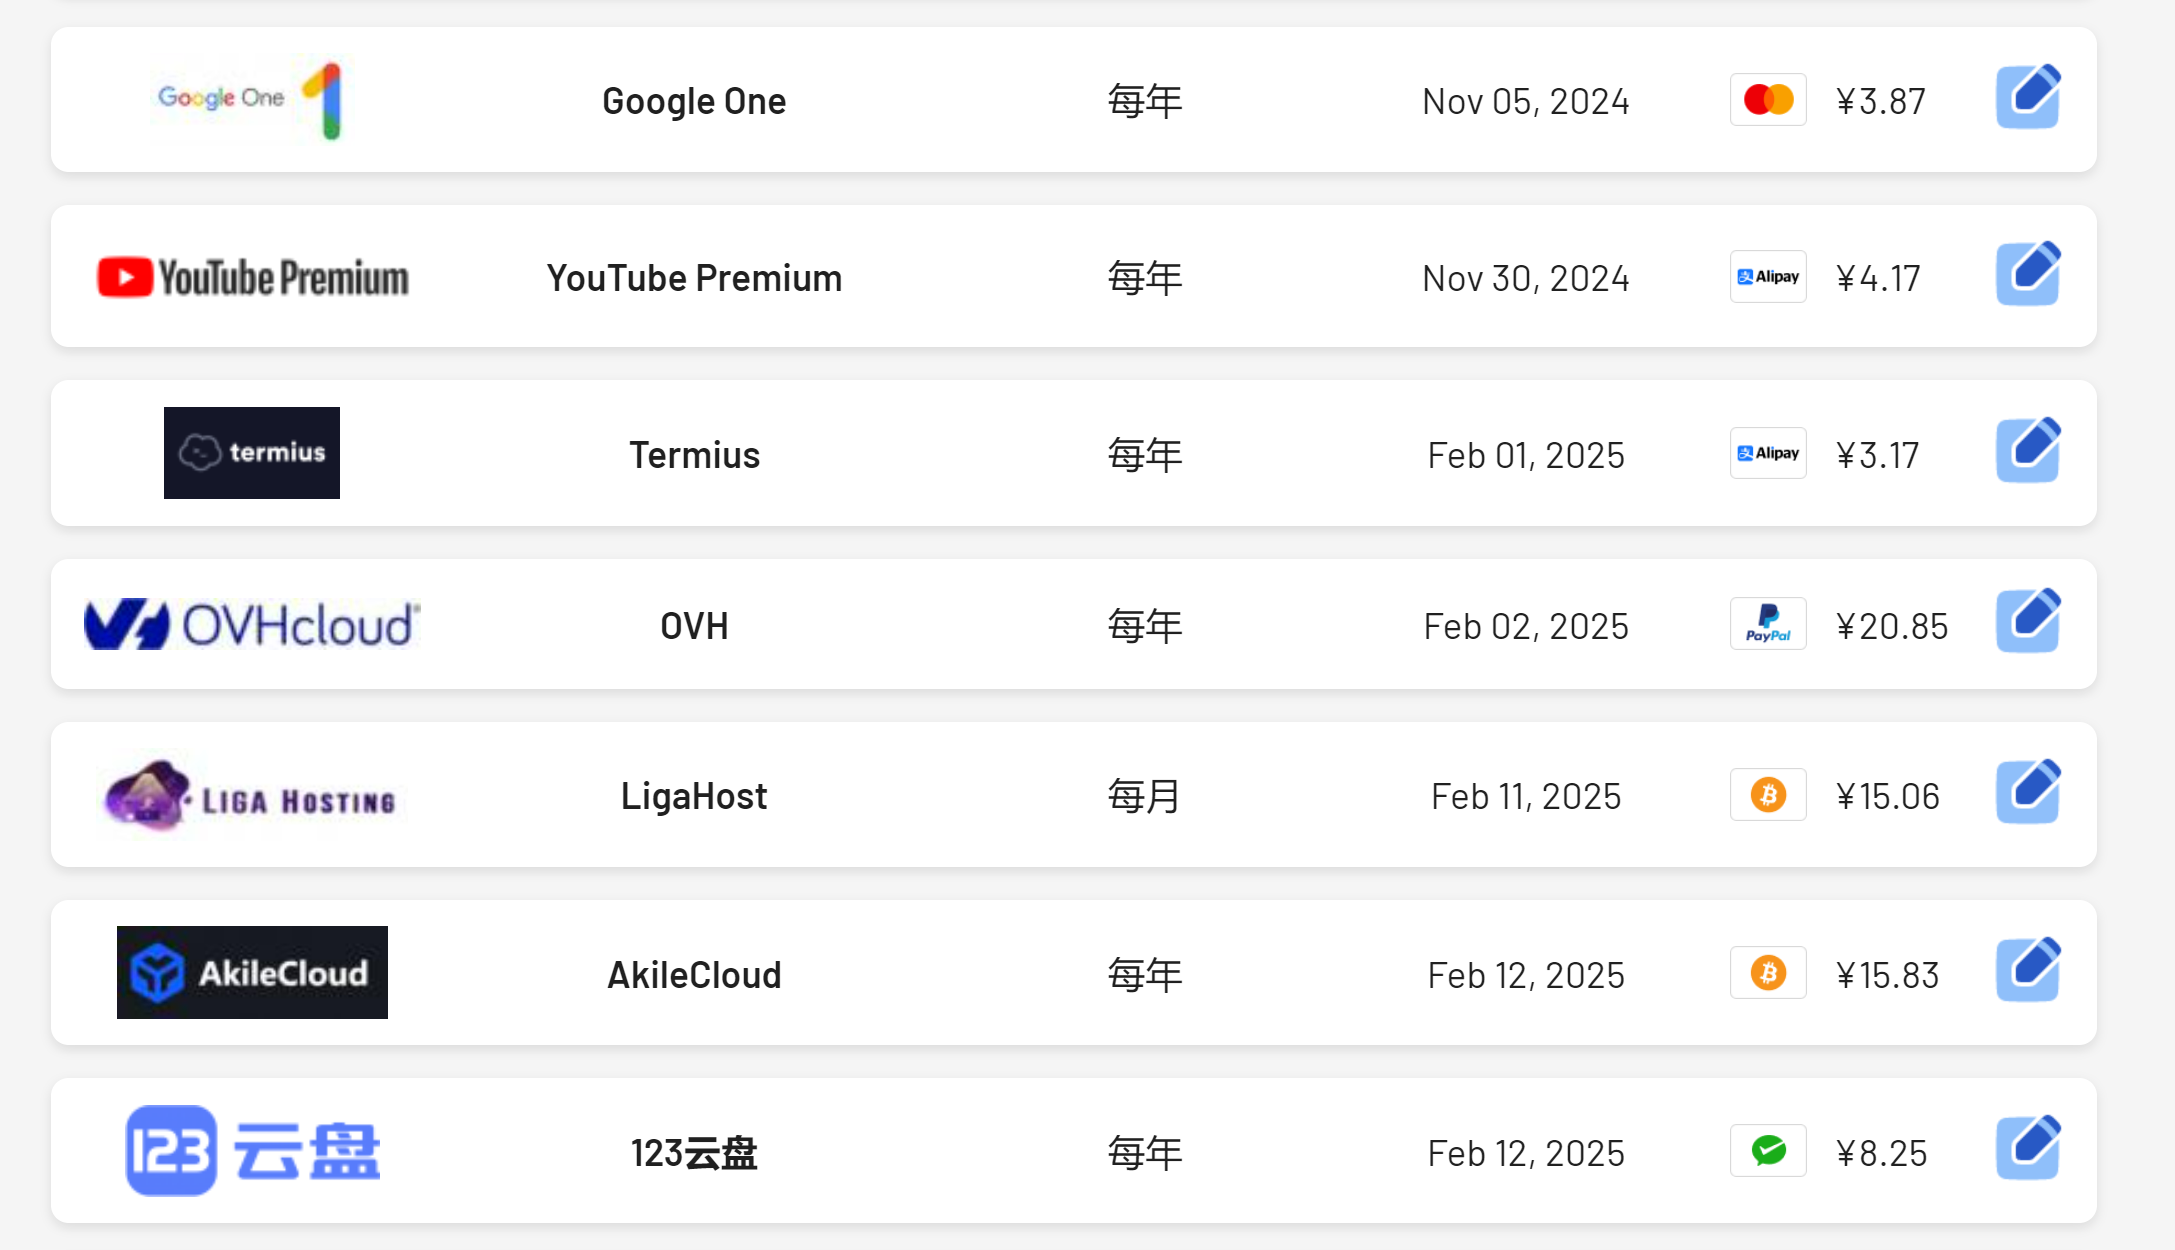 Google One Google One 每年 Nov 05, 2024 ¥3.87
YouTube Premium YouTube Premium 每年 Nov 30, 2024 Alipay ¥4.17
termius Termius 每年 Feb 01, 2025 Alipay ¥3.17
OVHcloud OVH 每年 Feb 02, 2025 PayPal ¥20.85
LIGA HOSTING LigaHost 每月 Feb 11, 2025 ¥15.06
AkileCloud AkileCloud 每年 Feb 12, 2025 ¥15.83
123云盘 123云盘 每年 Feb 12, 2025 ¥8.25